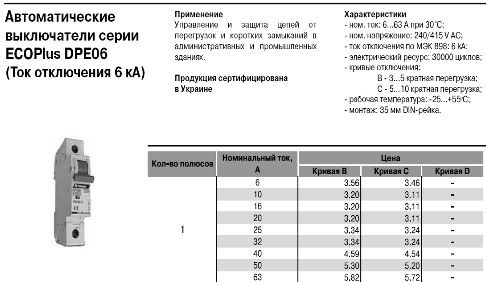 Автоматические
выключатели серии
ECOPlus DPE06
(Ток отключения 6 кА)
Применение
Управление и защита цепей от
перегрузок и коротких замыканий в
административных и промышленных
зданиях.
Продукция сертифицирована
в Украине
Характеристики
- ном. ток: 6...63 А при 30°С;
- ном. напряжение: 240/415 V AC;
- ток отключения по МЭК 898: 6 kA;
- электрический ресурс: 30000 циклов;
- кривые отключения:
В - 3...5 кратная перегрузка;
С - 5...10 кратная перегрузка;
- рабочая температура: -25...+55°С;
- монтаж: 35 мм DIN-рейка.
Кол-во полюсов Номинальный ток, А Цена
Кривая B Кривая C Кривая D
1
6 3.56 3.46 -
10 3.20 3.11 -
16 3.20 3.11 -
20 3.20 3.11 -
25 3.34 3.24 -
32 3.34 3.24 -
40 4.59 4.54 -
50 5.30 5.20 -
63 5.82 5.72 -